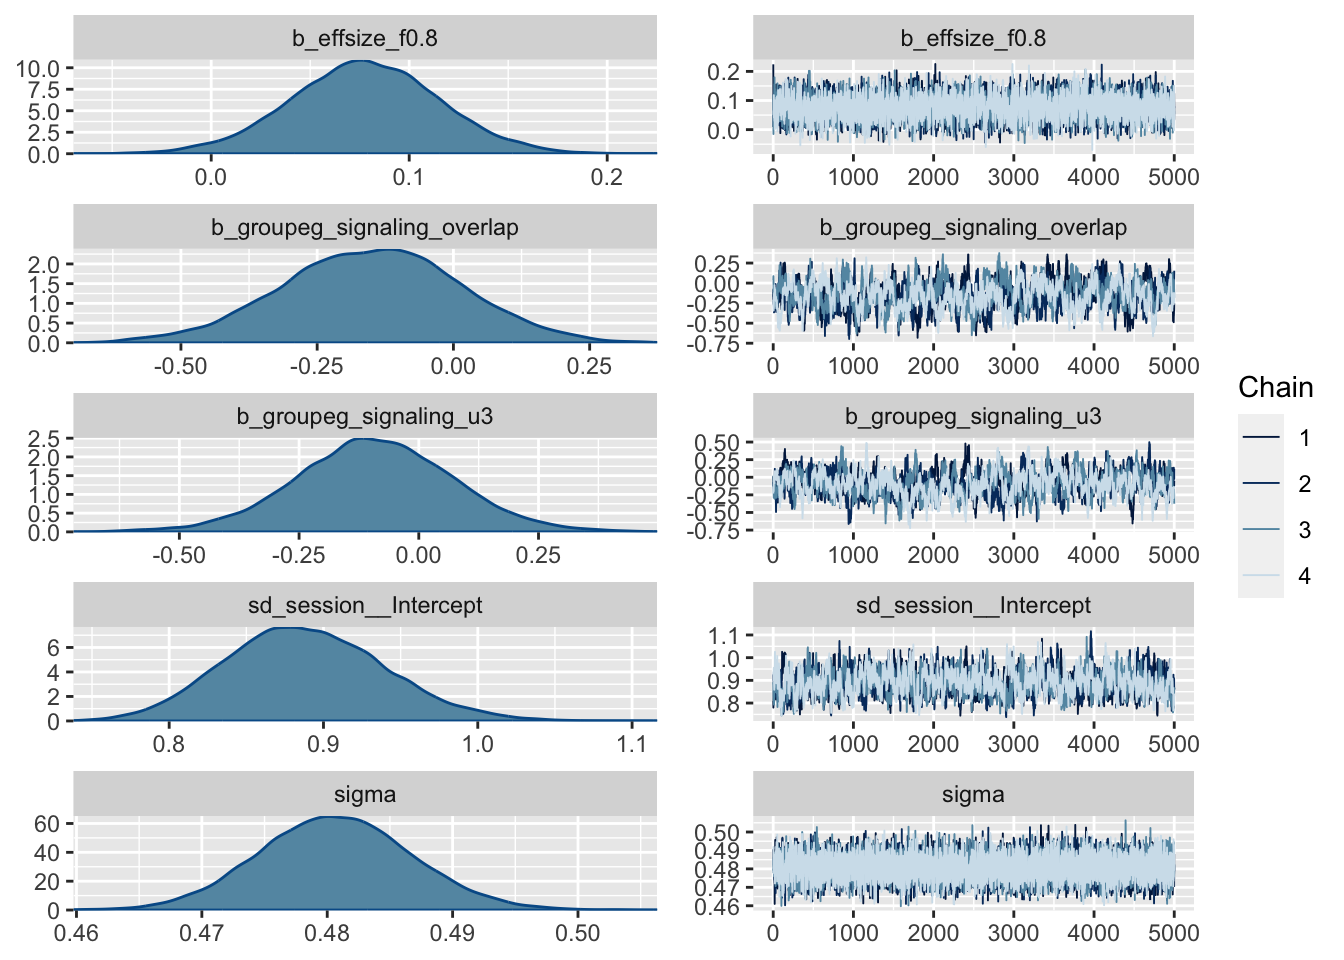 b_effsize_f0.8
10.0
7.5
5.0
2.5
0.0
0.0 0.1 0.2
b_effsize_f0.8
0.2
0.1
0.0
0 1000 2000 3000 4000 5000
b_groupeg_signaling_overlap
2.0
1.5
1.0
0.5
0.0
-0.50 -0.25 0.00 0.25
b_groupeg_signaling_overlap
0.25
0.00
-0.25
-0.50
-0.75
0 1000 2000 3000 4000 5000
b_groupeg_signaling_u3
2.5
2.0
1.5
1.0
0.5
0.0
-0.50 -0.25 0.00 0.25
b_groupeg_signaling_u3
0.50
0.25
0.00
-0.25
-0.50
-0.75
0 1000 2000 3000 4000 5000
sd_session__Intercept
6
4
2
0
0.8 0.9 1.0 1.1
sd_session__Intercept
1.1
1.0
0.9
0.8
0 1000 2000 3000 4000 5000
sigma
60
40
20
0
0.46 0.47 0.48 0.49 0.50
sigma
0.50
0.49
0.48
0.47
0.46
0 1000 2000 3000 4000 5000
Chain
1
2
3
4